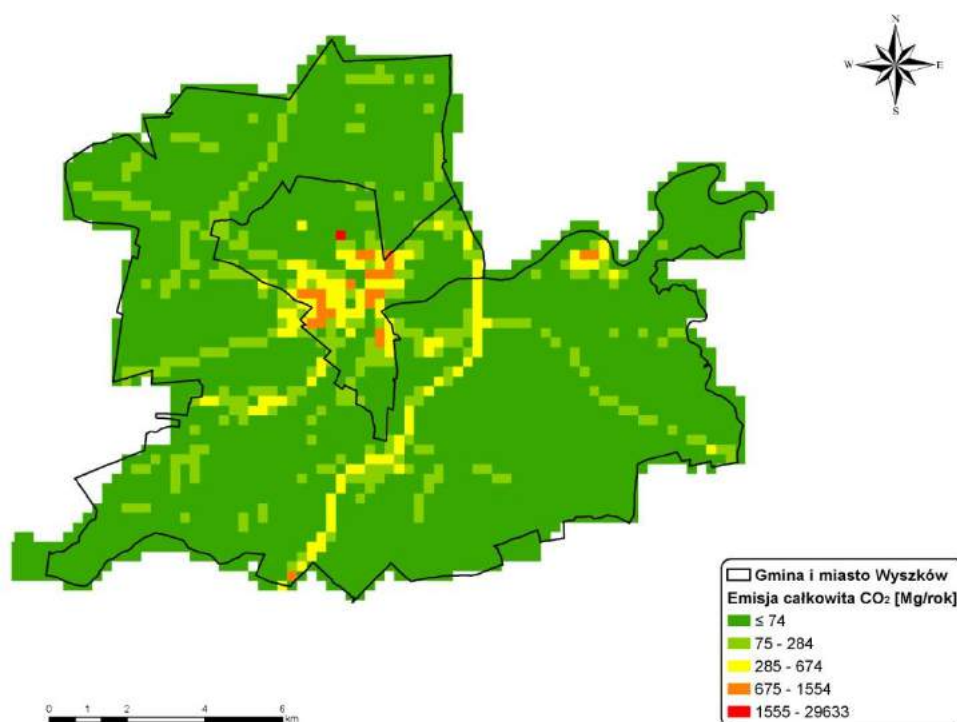 N
W E
S
Gmina i miasto Wyszków
Emisja całkowita CO₂ [Mg/rok]
≤ 74
75 - 284
285 - 674
675 - 1554
1555 - 29633
0 1 2 4 6
km